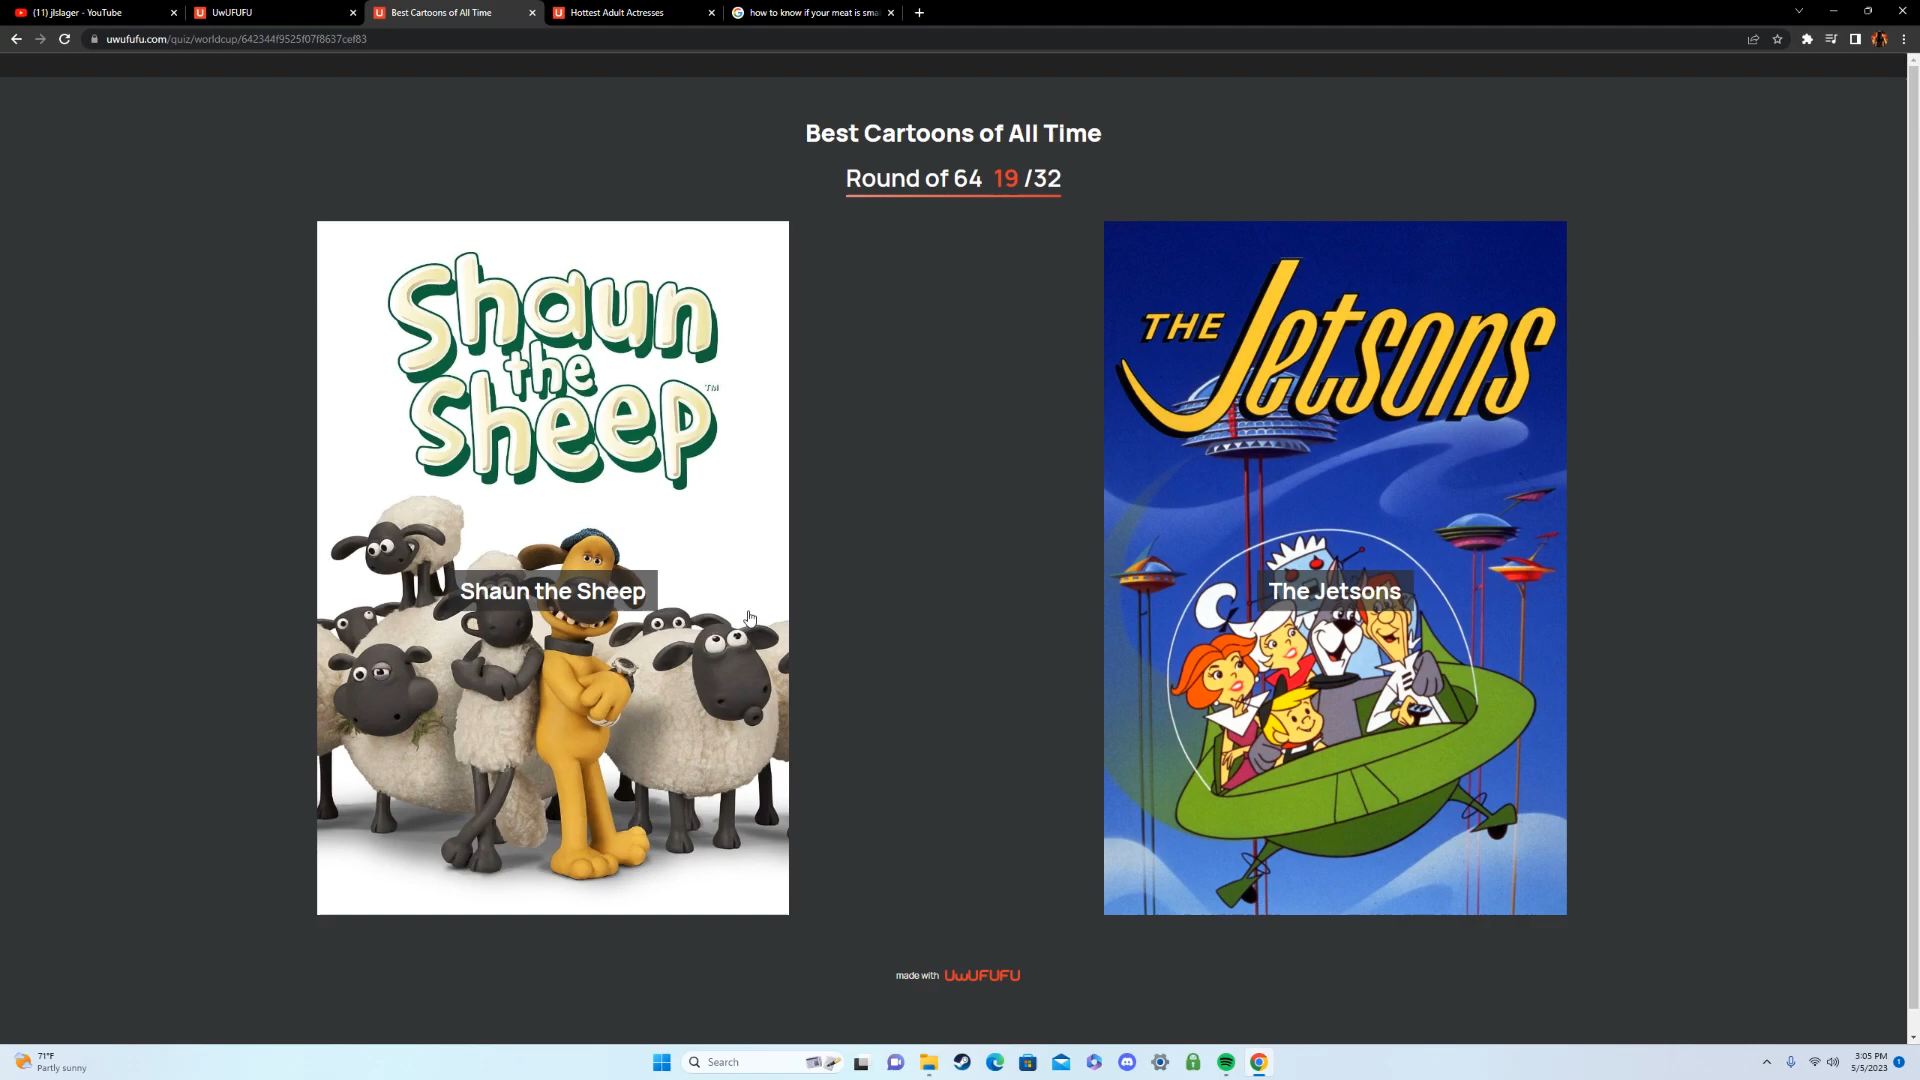 (11) jlslager - YouTube
UwUFUFU
Best Cartoons of All Time
Hottest Adult Actresses
how to know if your meat is sma
uwufufu.com/quiz/worldcup/642344f9525f07f8637cef83
Best Cartoons of All Time
Round of 64 19 /32
Shaun
the
Sheep
TM
Shaun the Sheep
THE Jetsons
The Jetsons
made with UwUFUFU
71°F
Partly sunny
Search
3:05 PM
5/5/2023
1